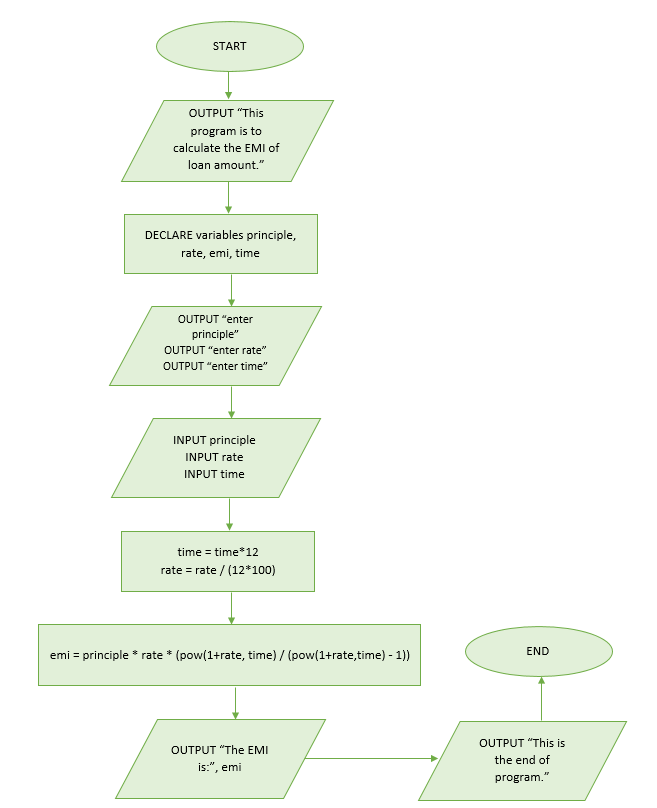 START
OUTPUT “This
program is to
calculate the EMI of
loan amount.”
DECLARE variables principle,
rate, emi, time
OUTPUT “enter
principle”
OUTPUT “enter rate”
OUTPUT “enter time”
INPUT principle
INPUT rate
INPUT time
time = time*12
rate = rate / (12*100)
emi = principle * rate * (pow(1+rate, time) / (pow(1+rate,time) - 1))
OUTPUT “The EMI
is:”, emi
OUTPUT “This is
the end of
program.”
END